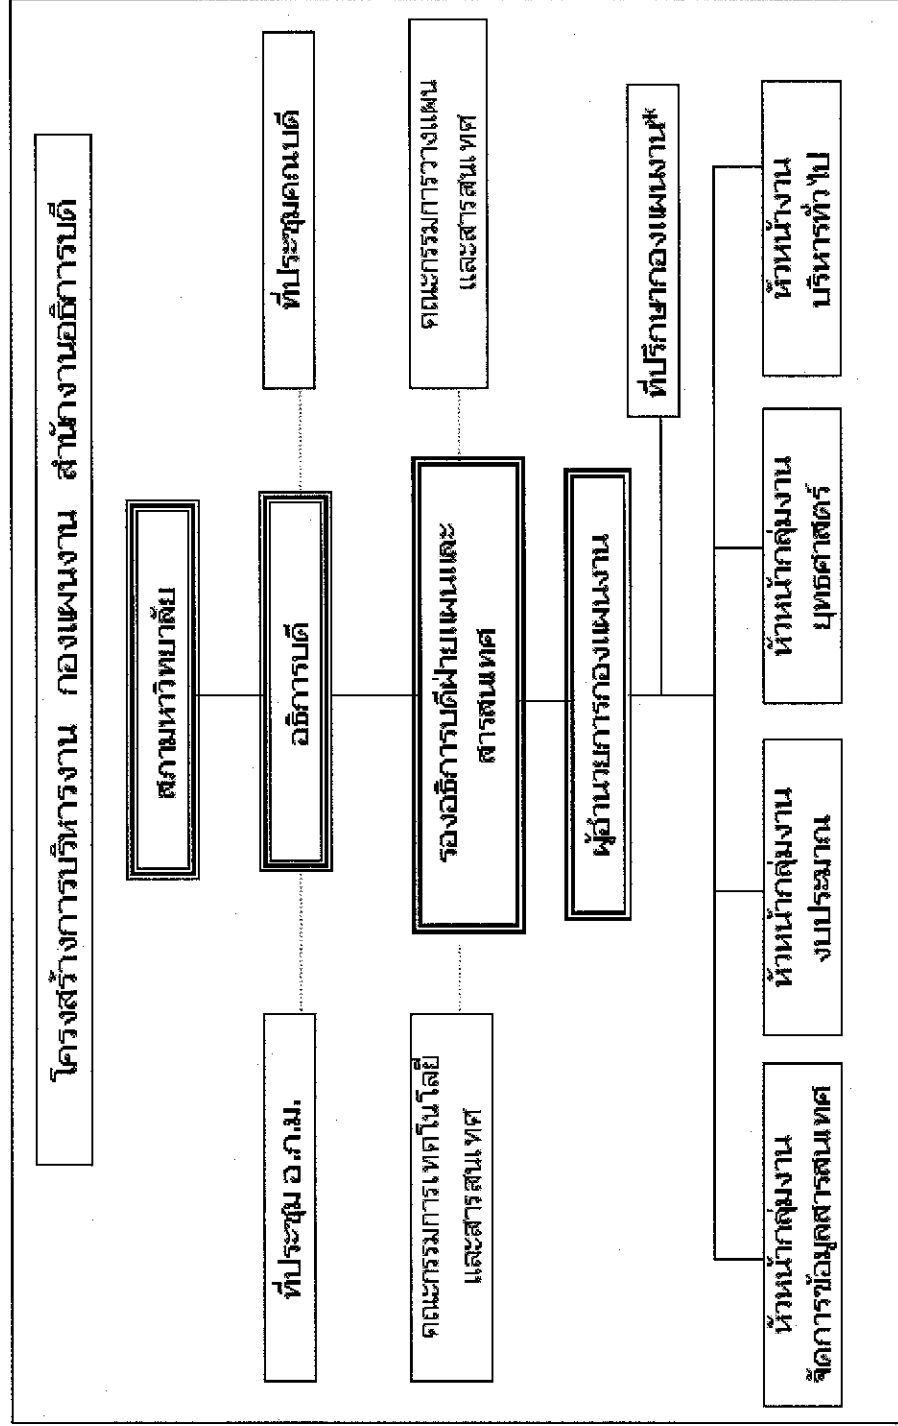 โครงสร้างการบริหารงาน กองแผนงาน สำนักงานอธิการบดี
สภามหาวิทยาลัย
ที่ประชุม อ.ก.ม.
อธิการบดี
ที่ประชุมคณบดี
คณะกรรมการเทคโนโลยี
และสารสนเทศ
รองอธิการบดีฝ่ายแผนและ
สารสนเทศ
คณะกรรมการวางแผน
และสารสนเทศ
ผู้อำนวยการกองแผนงาน
ที่ปรึกษากองแผนงาน*
หัวหน้ากลุ่มงาน
จัดการข้อมูลสารสนเทศ
หัวหน้ากลุ่มงาน
งบประมาณ
หัวหน้ากลุ่มงาน
ยุทธศาสตร์
หัวหน้างาน
บริหารทั่วไป